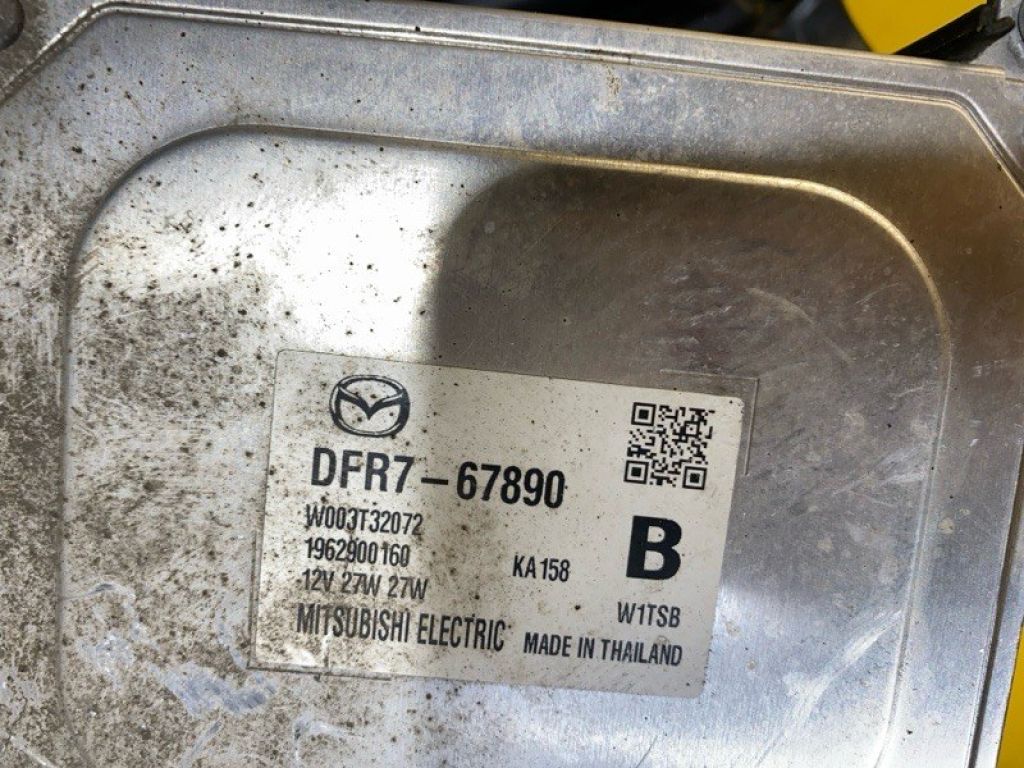 DFR7-67890
W003T32072
1962900160
KA158
B
12V 27W 27W
W1TSB
MITSUBISHI ELECTRIC MADE IN THAILAND